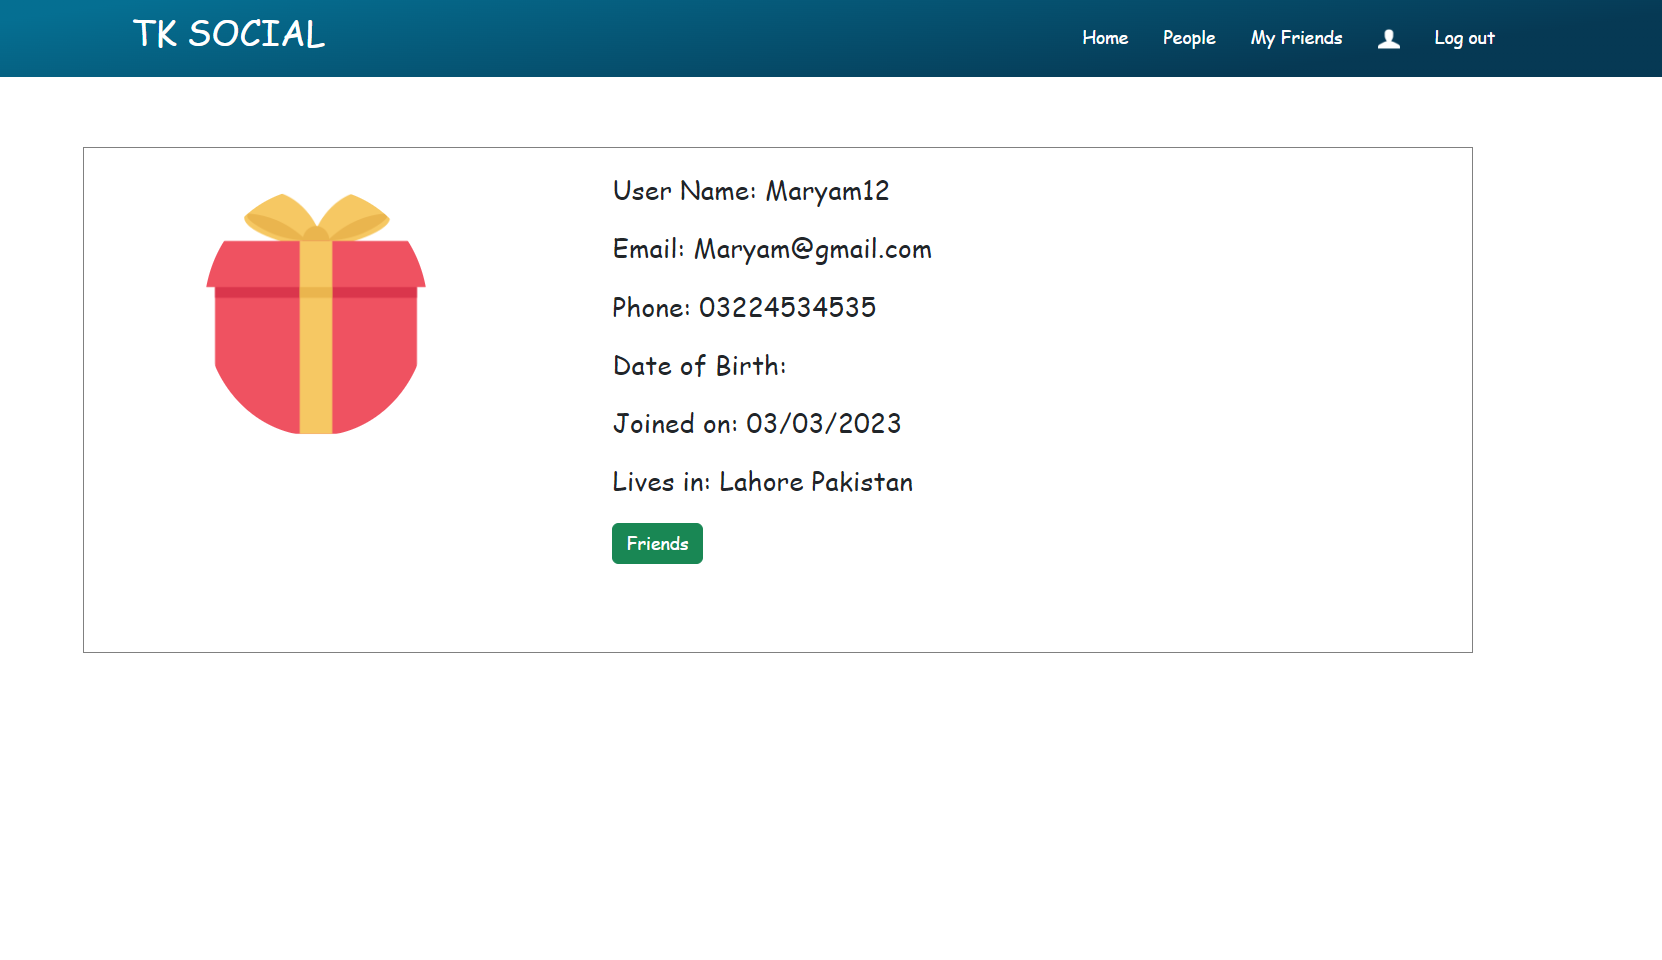 TK SOCIAL
Home People My Friends Log out
User Name: Maryam12
Email: Maryam@gmail.com
Phone: 03224534535
Date of Birth:
Joined on: 03/03/2023
Lives in: Lahore Pakistan
Friends